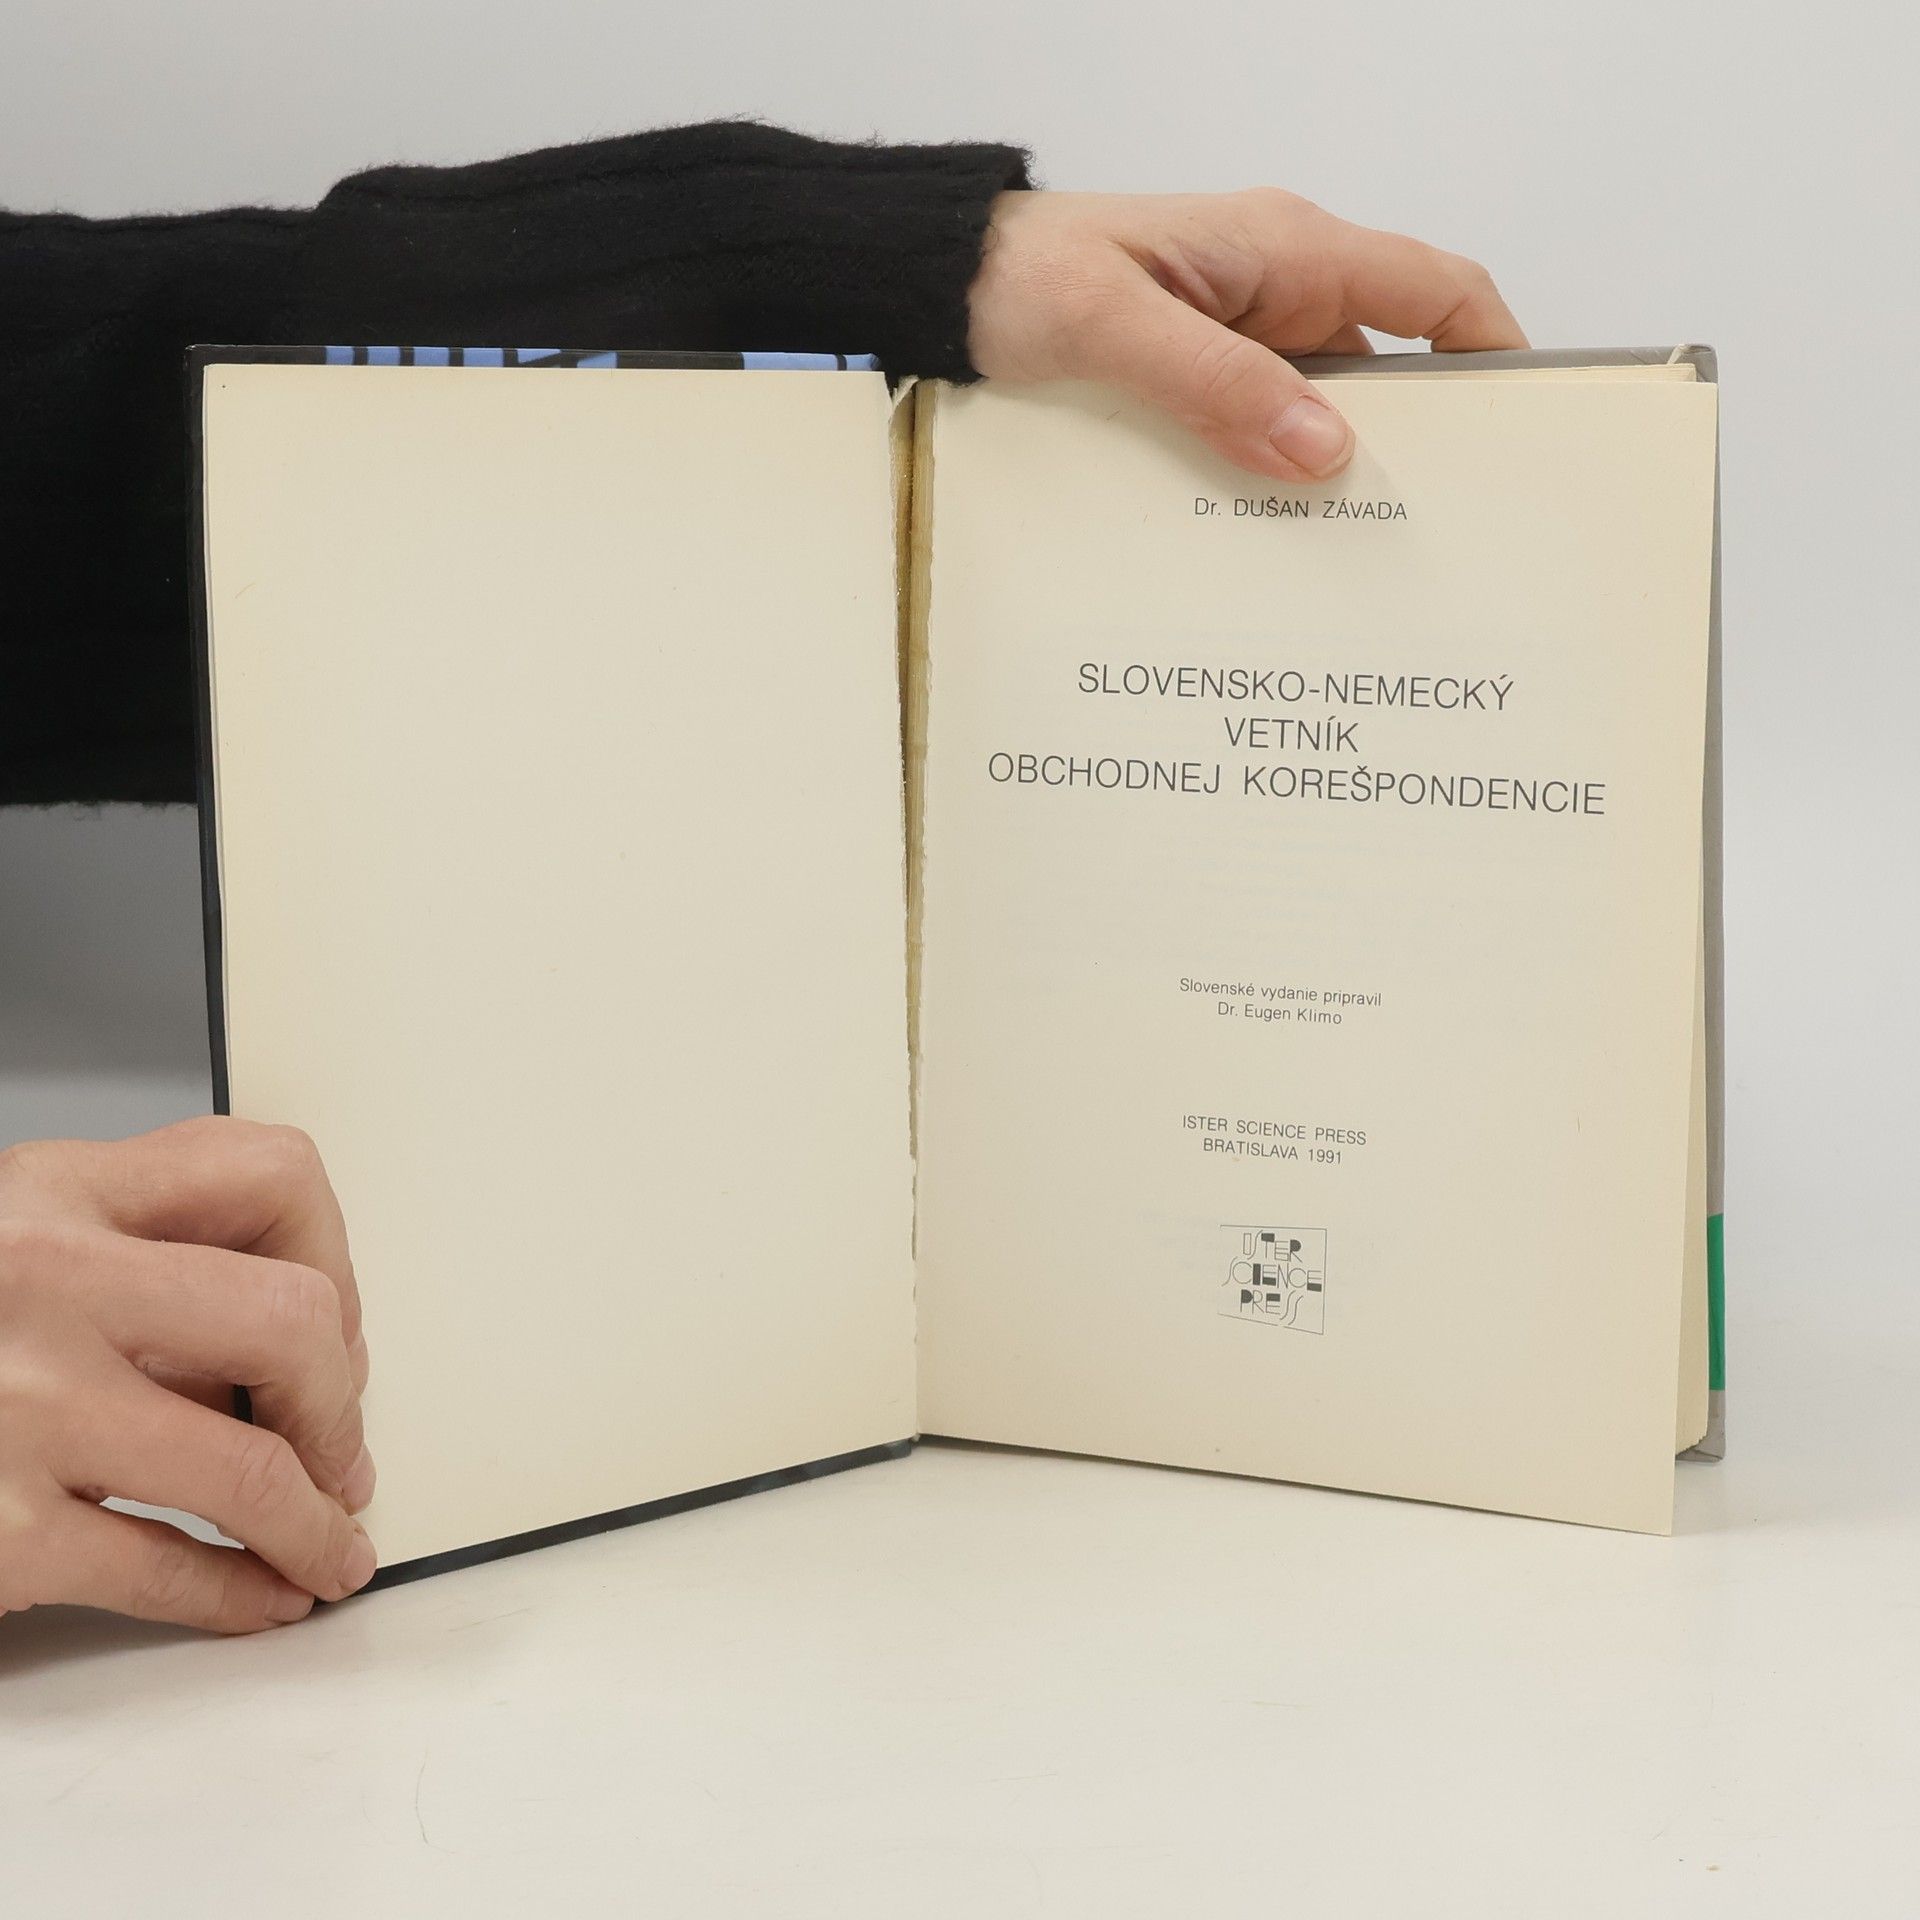 Dr. DUŠAN ZÁVADA
SLOVENSKO-NEMECKÝ
VETNÍK
OBCHODNEJ KOREŠPONDENCIE
Slovenské vydanie pripravil
Dr. Eugen Klimo
ISTER SCIENCE PRESS
BRATISLAVA 1991
ISTER
SCIENCE
PRESS